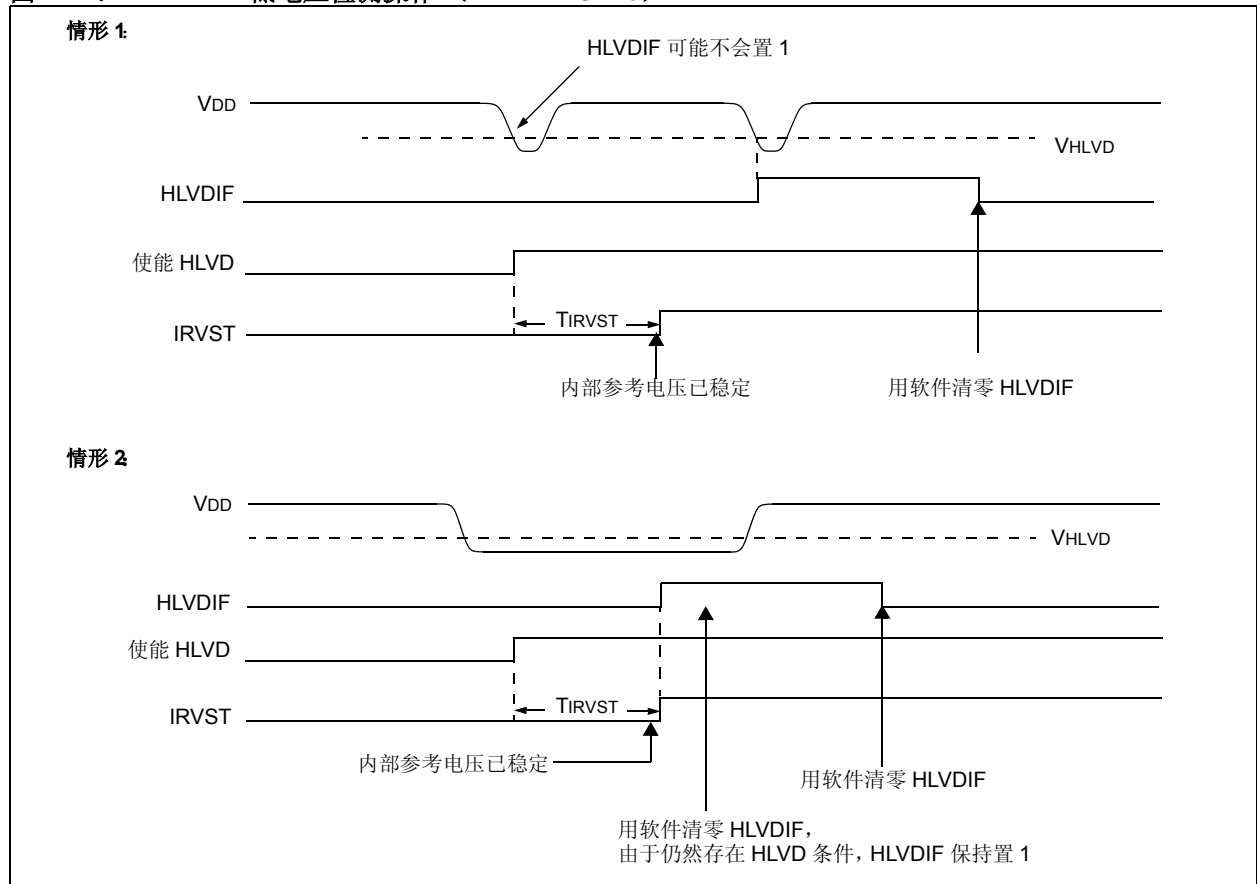 情形 1:
HLVDIF 可能不会置 1
VDD
VHLVD
HLVDIF
使能 HLVD
TIRVST
IRVST
内部参考电压已稳定
用软件清零 HLVDIF
情形 2:
VDD
VHLVD
HLVDIF
使能 HLVD
TIRVST
IRVST
内部参考电压已稳定
用软件清零 HLVDIF
用软件清零 HLVDIF，
由于仍然存在 HLVD 条件，HLVDIF 保持置 1